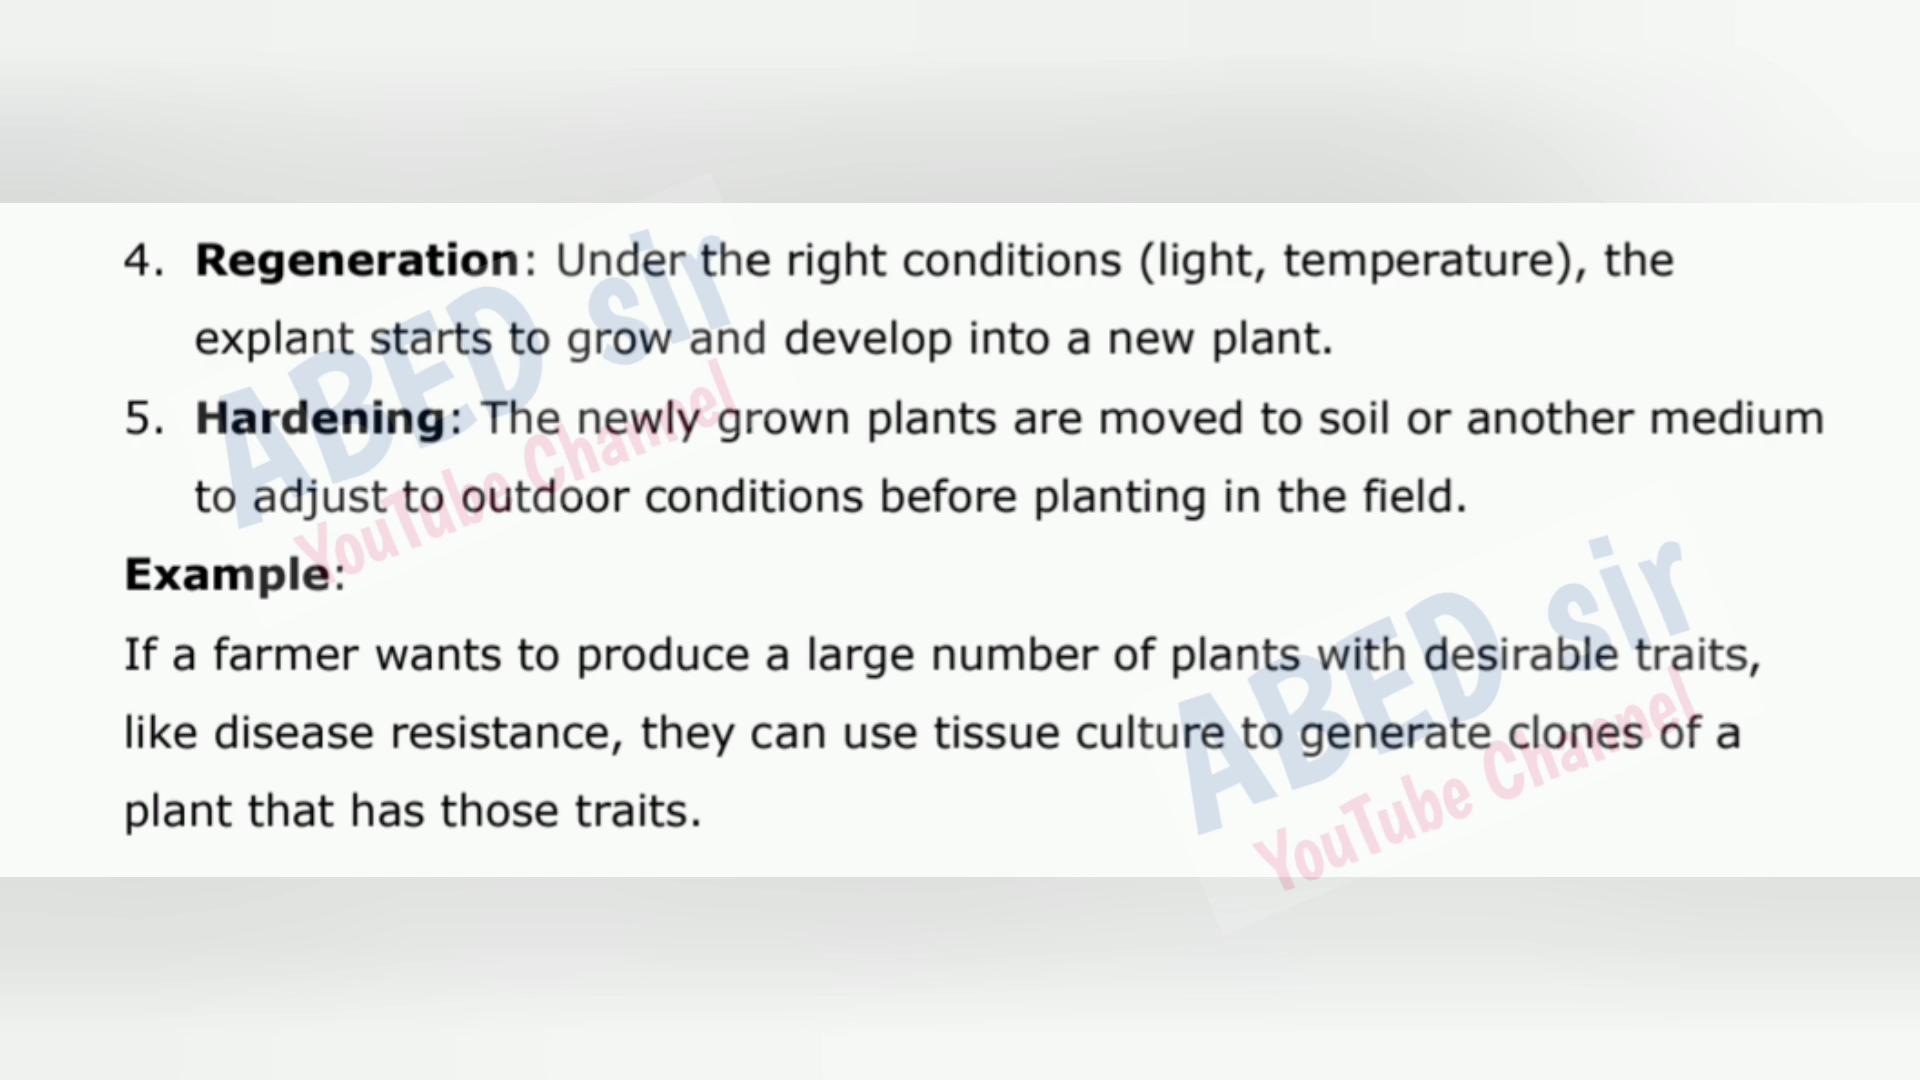 4. Regeneration: Under the right conditions (light, temperature), the
explant starts to grow and develop into a new plant.
5. Hardening: The newly grown plants are moved to soil or another medium
to adjust to outdoor conditions before planting in the field.
Example:
If a farmer wants to produce a large number of plants with desirable traits,
like disease resistance, they can use tissue culture to generate clones of a
plant that has those traits.
ABED sir
YouTube Channel
ABED sir
YouTube Channel